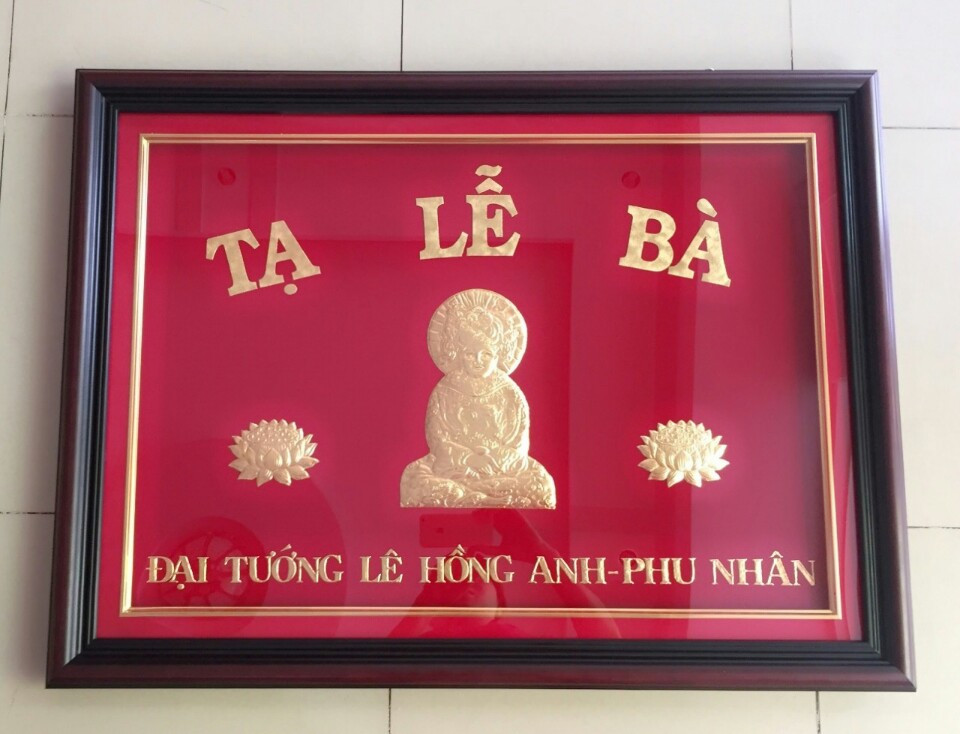 TẠ LỄ BÀ
ĐẠI TƯỚNG LÊ HỒNG ANH-PHU NHÂN